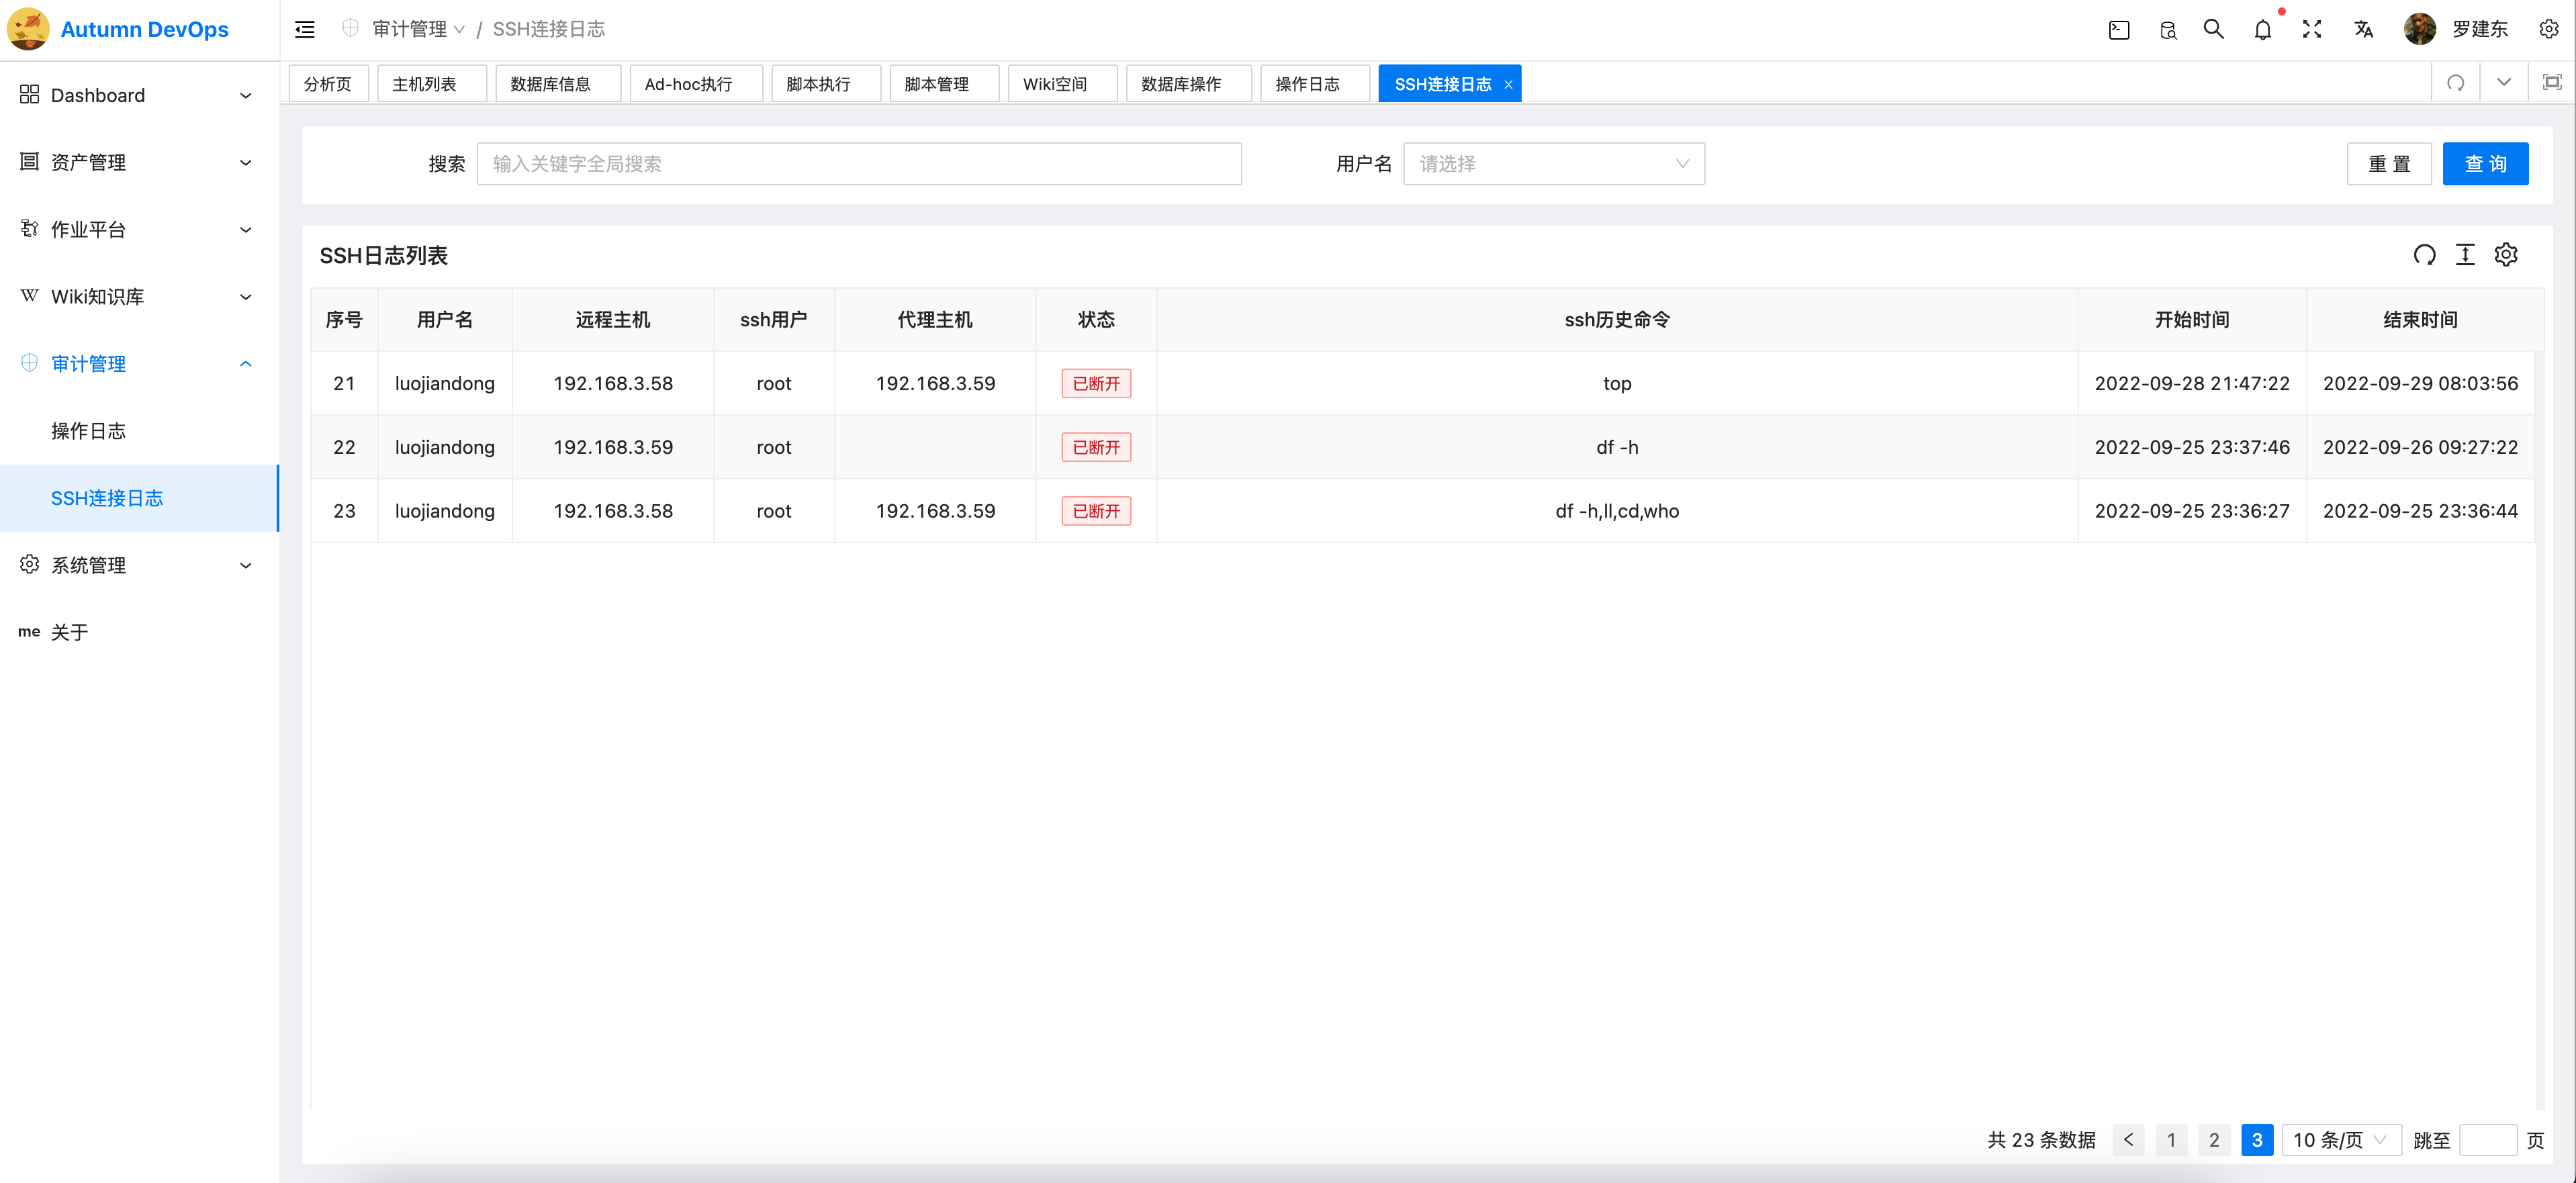 Autumn DevOps
审计管理 / SSH连接日志
罗建东
分析页 主机列表 数据库信息 Ad-hoc执行 脚本执行 脚本管理 Wiki空间 数据库操作 操作日志 SSH连接日志 ×
Dashboard
资产管理
作业平台
W Wiki知识库
审计管理
操作日志
SSH连接日志
系统管理
me 关于
搜索 输入关键字全局搜索 用户名 请选择 重 置 查 询
SSH日志列表
序号 用户名 远程主机 ssh用户 代理主机 状态 ssh历史命令 开始时间 结束时间
21 luojiandong 192.168.3.58 root 192.168.3.59 已断开 top 2022-09-28 21:47:22 2022-09-29 08:03:56
22 luojiandong 192.168.3.59 root 已断开 df -h 2022-09-25 23:37:46 2022-09-26 09:27:22
23 luojiandong 192.168.3.58 root 192.168.3.59 已断开 df -h,ll,cd,who 2022-09-25 23:36:27 2022-09-25 23:36:44
共 23 条数据 < 1 2 3 10 条/页 跳至 页